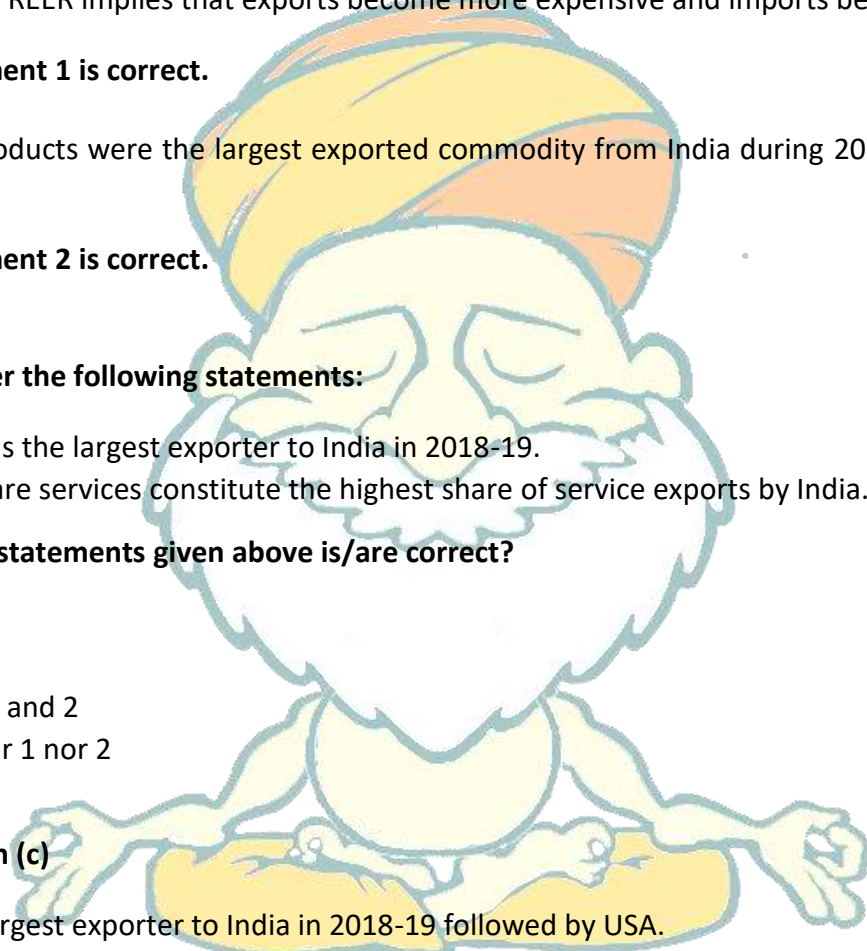 REER implies that exports become more expensive and imports be
ent 1 is correct.
oducts were the largest exported commodity from India during 20
ent 2 is correct.
er the following statements:
s the largest exporter to India in 2018-19.
are services constitute the highest share of service exports by India.
statements given above is/are correct?
and 2
r 1 nor 2
n (c)
rgest exporter to India in 2018-19 followed by USA.